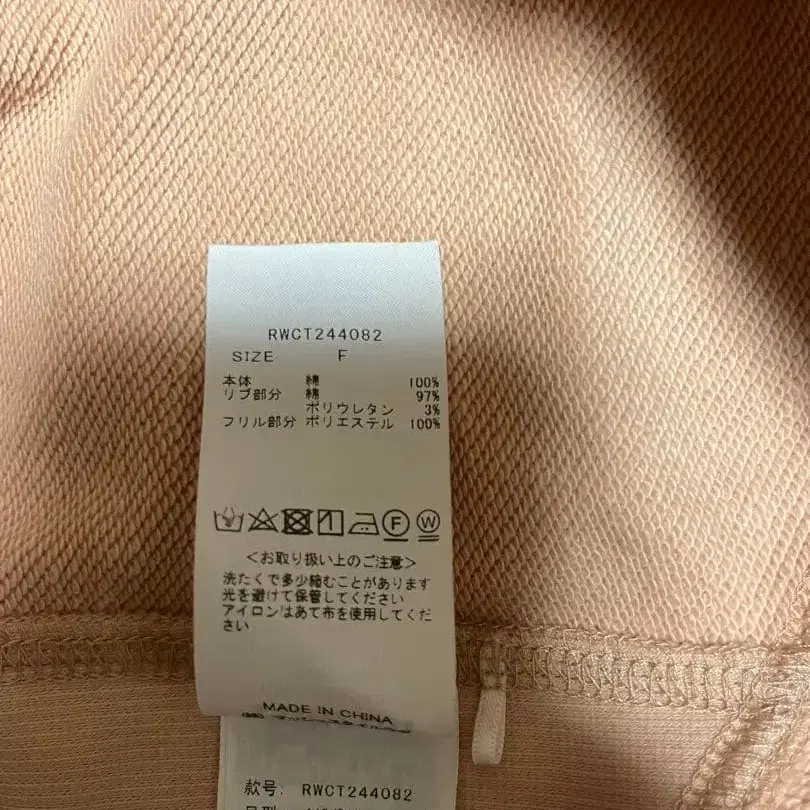 RWCT244082
SIZE F
本体 綿 100%
リブ部分 綿 97%
ポリウレタン 3%
フリル部分 ポリエステル 100%
F W
<お取り扱い上のご注意>
洗たくで多少縮むことがあります
光を避けて保管してください
アイロンはあて布を使用してくだ
さい
MADE IN CHINA
款号: RWCT244082